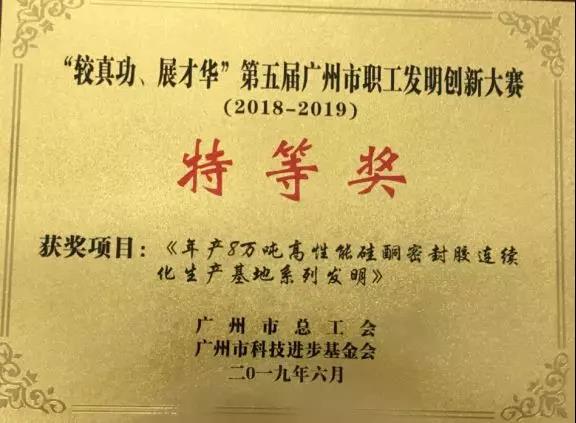 “较真功、展才华”第五届广州市职工发明创新大赛
(2018-2019)
特等奖
获奖项目：《年产8万吨高性能硅酮密封胶连续
化生产基地系列发明》
广州市总工会
广州市科技进步基金会
二0一九年六月